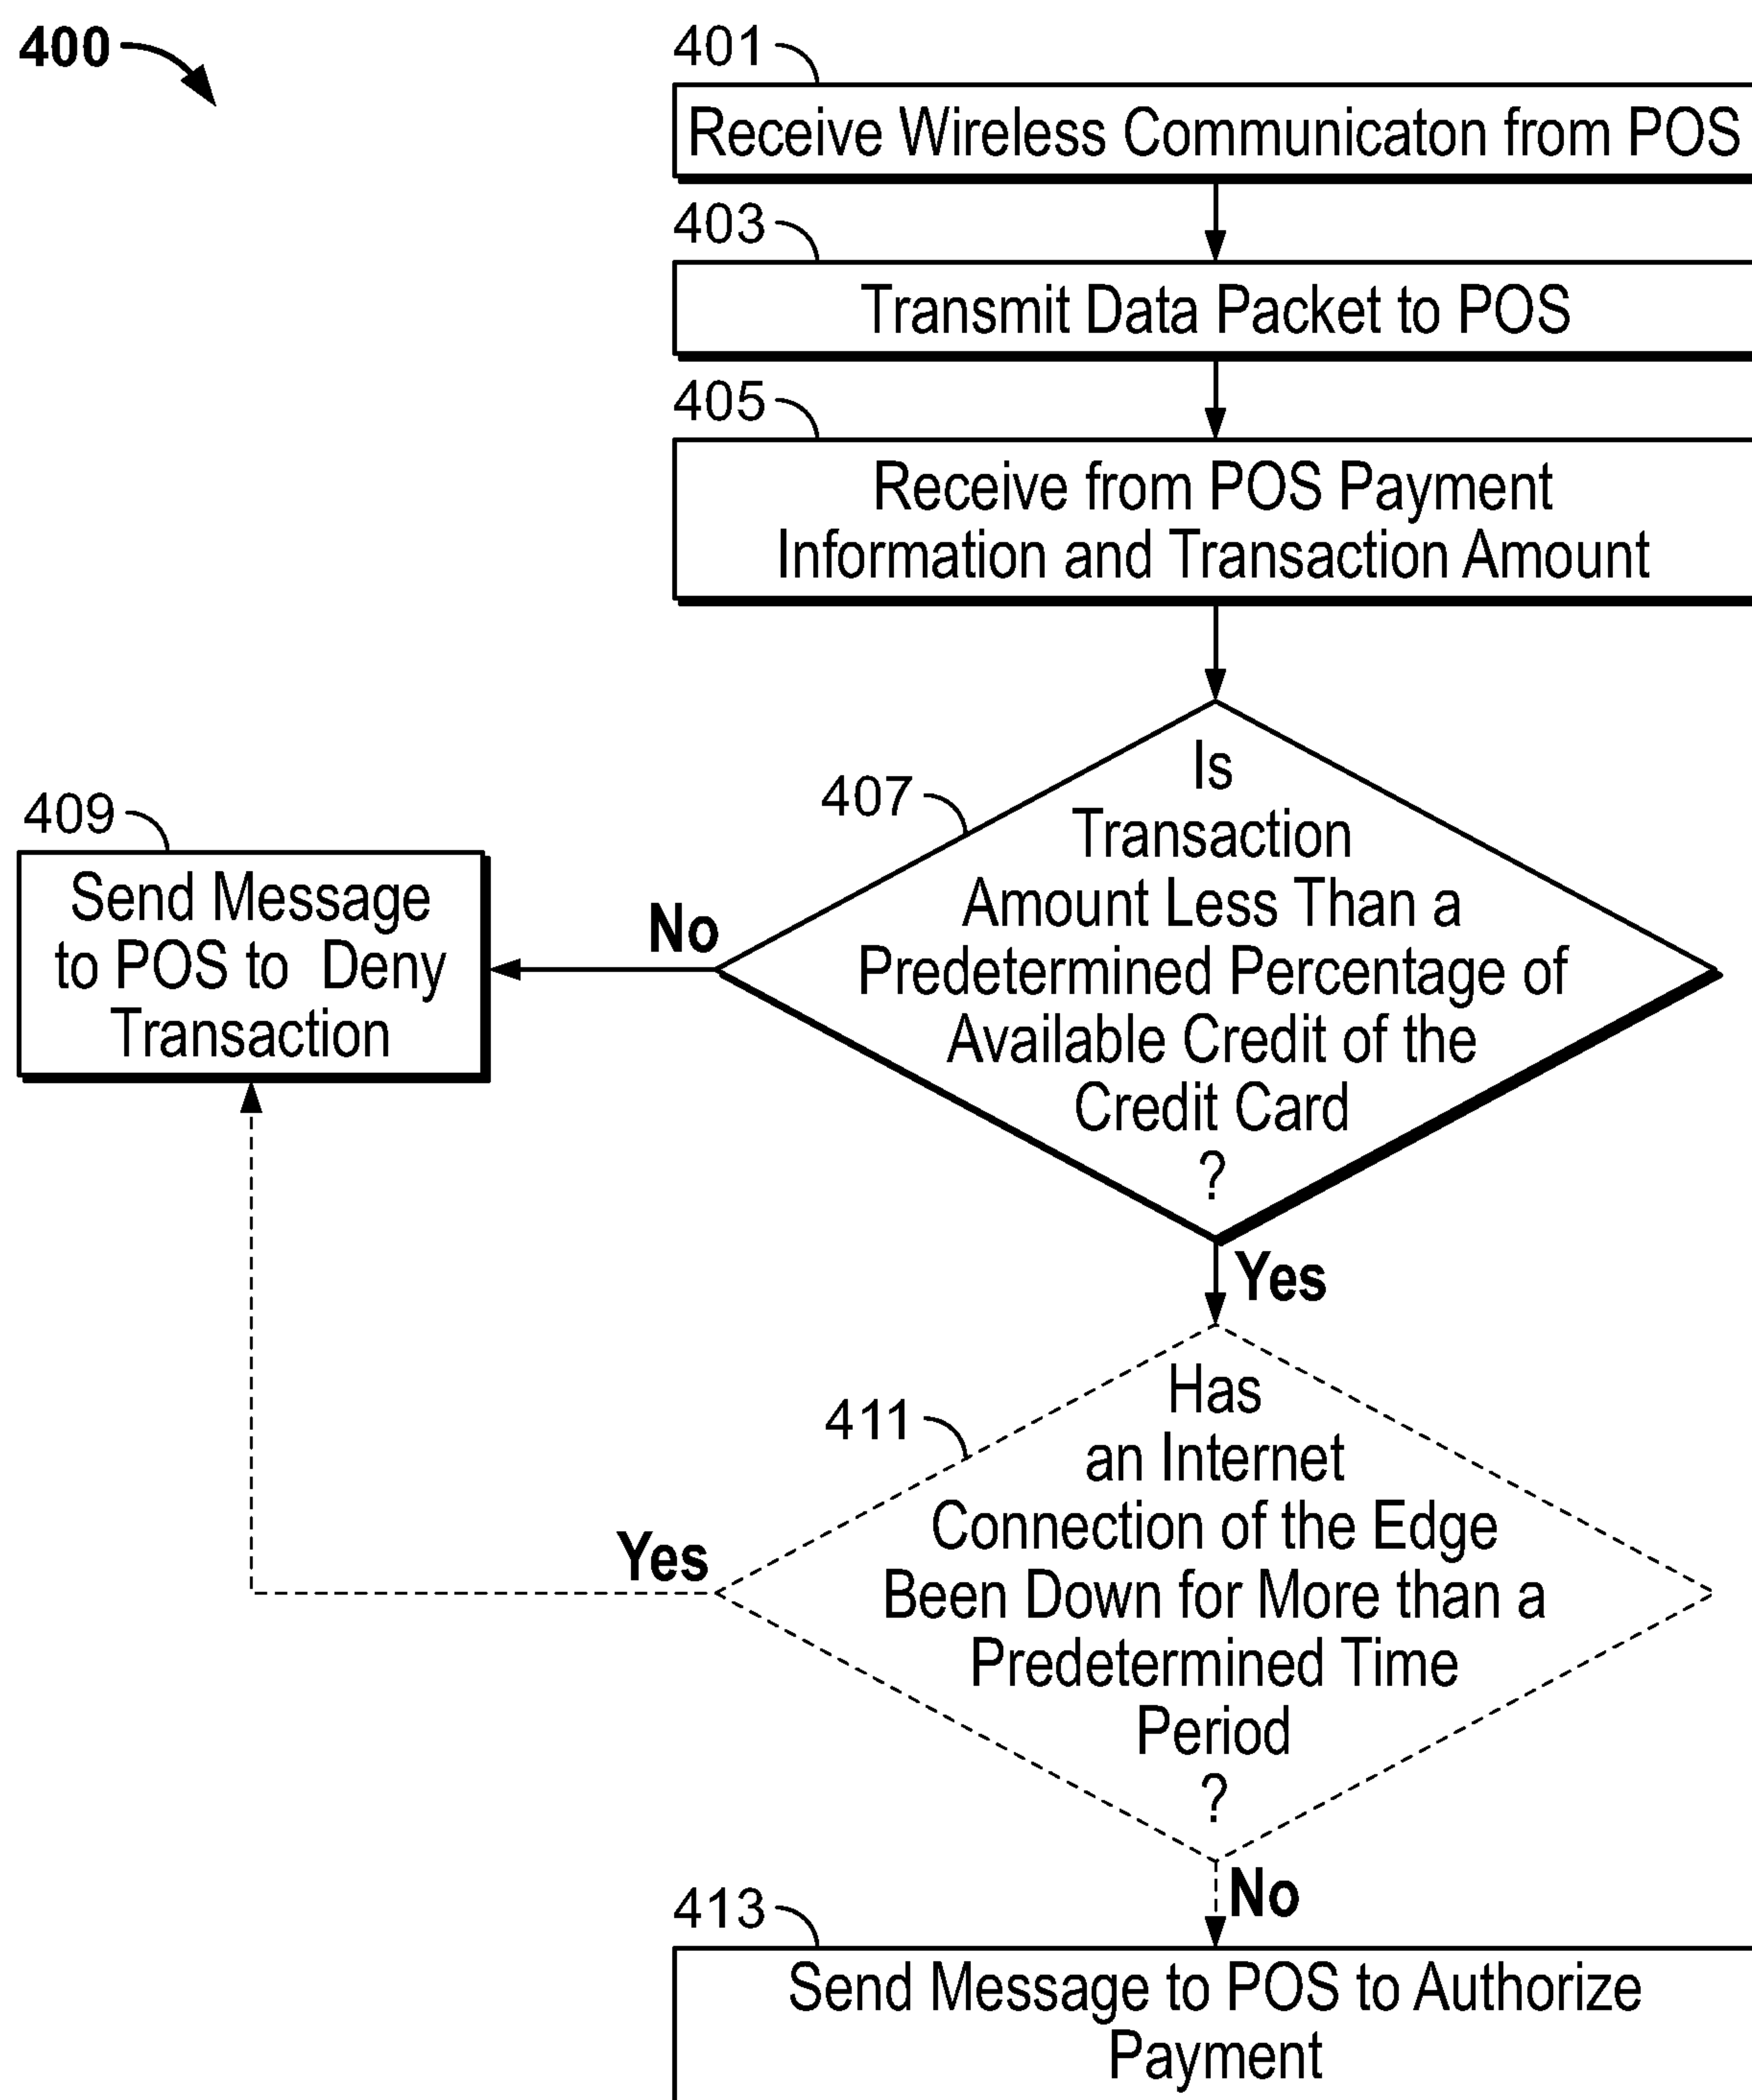 400
401
Receive Wireless Communicaton from POS
403
Transmit Data Packet to POS
405
Receive from POS Payment
Information and Transaction Amount
407
Is
Transaction
Amount Less Than a
Predetermined Percentage of
Available Credit of the
Credit Card
?
No
409
Send Message
to POS to Deny
Transaction
Yes
411
Has
an Internet
Connection of the Edge
Been Down for More than a
Predetermined Time
Period
?
Yes
No
413
Send Message to POS to Authorize
Payment